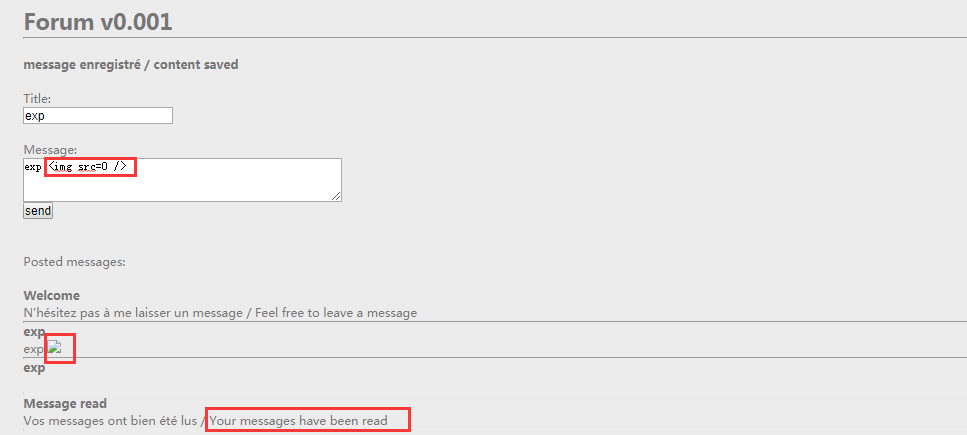 Forum v0.001
message enregistré / content saved
Title:
exp
Message:
exp <img src=0 />
send
Posted messages:
Welcome
N'hésitez pas à me laisser un message / Feel free to leave a message
exp
exp
exp
Message read
Vos messages ont bien été lus / Your messages have been read